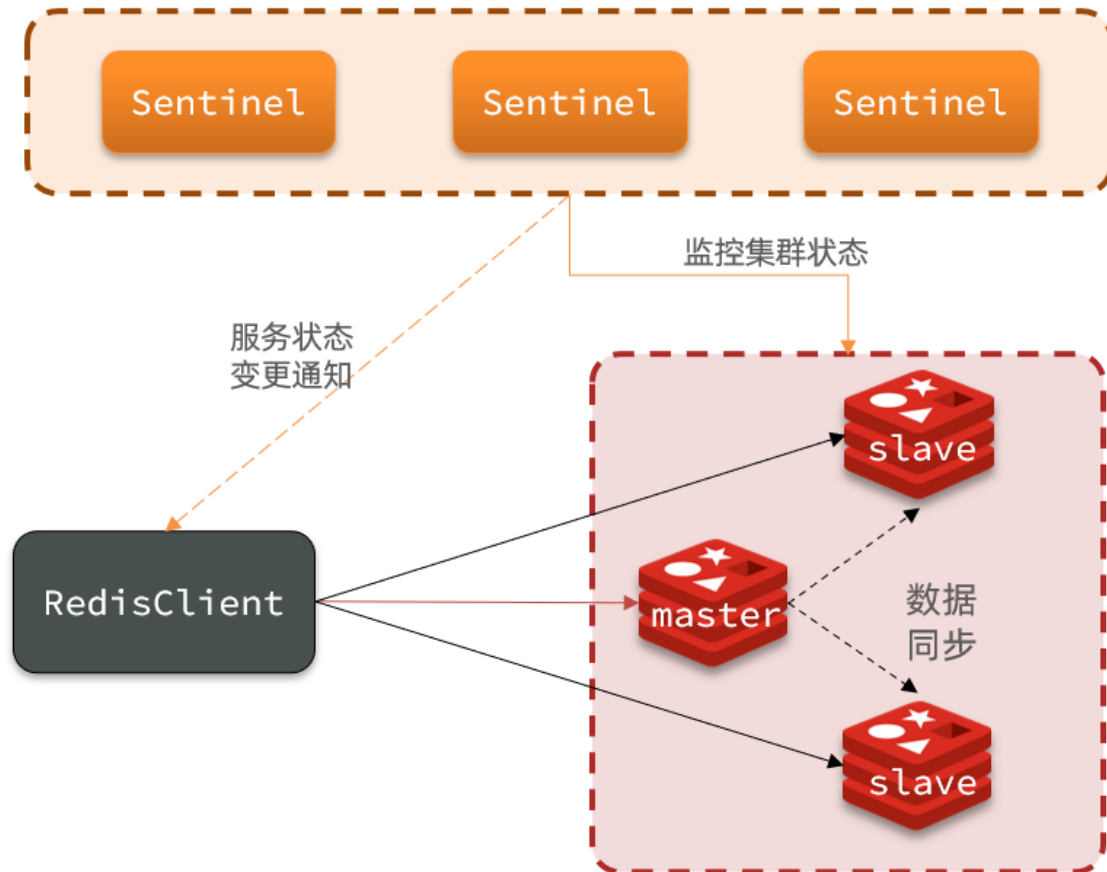 Sentinel
Sentinel
Sentinel
监控集群状态
服务状态
变更通知
slave
RedisClient
master
数据
同步
slave